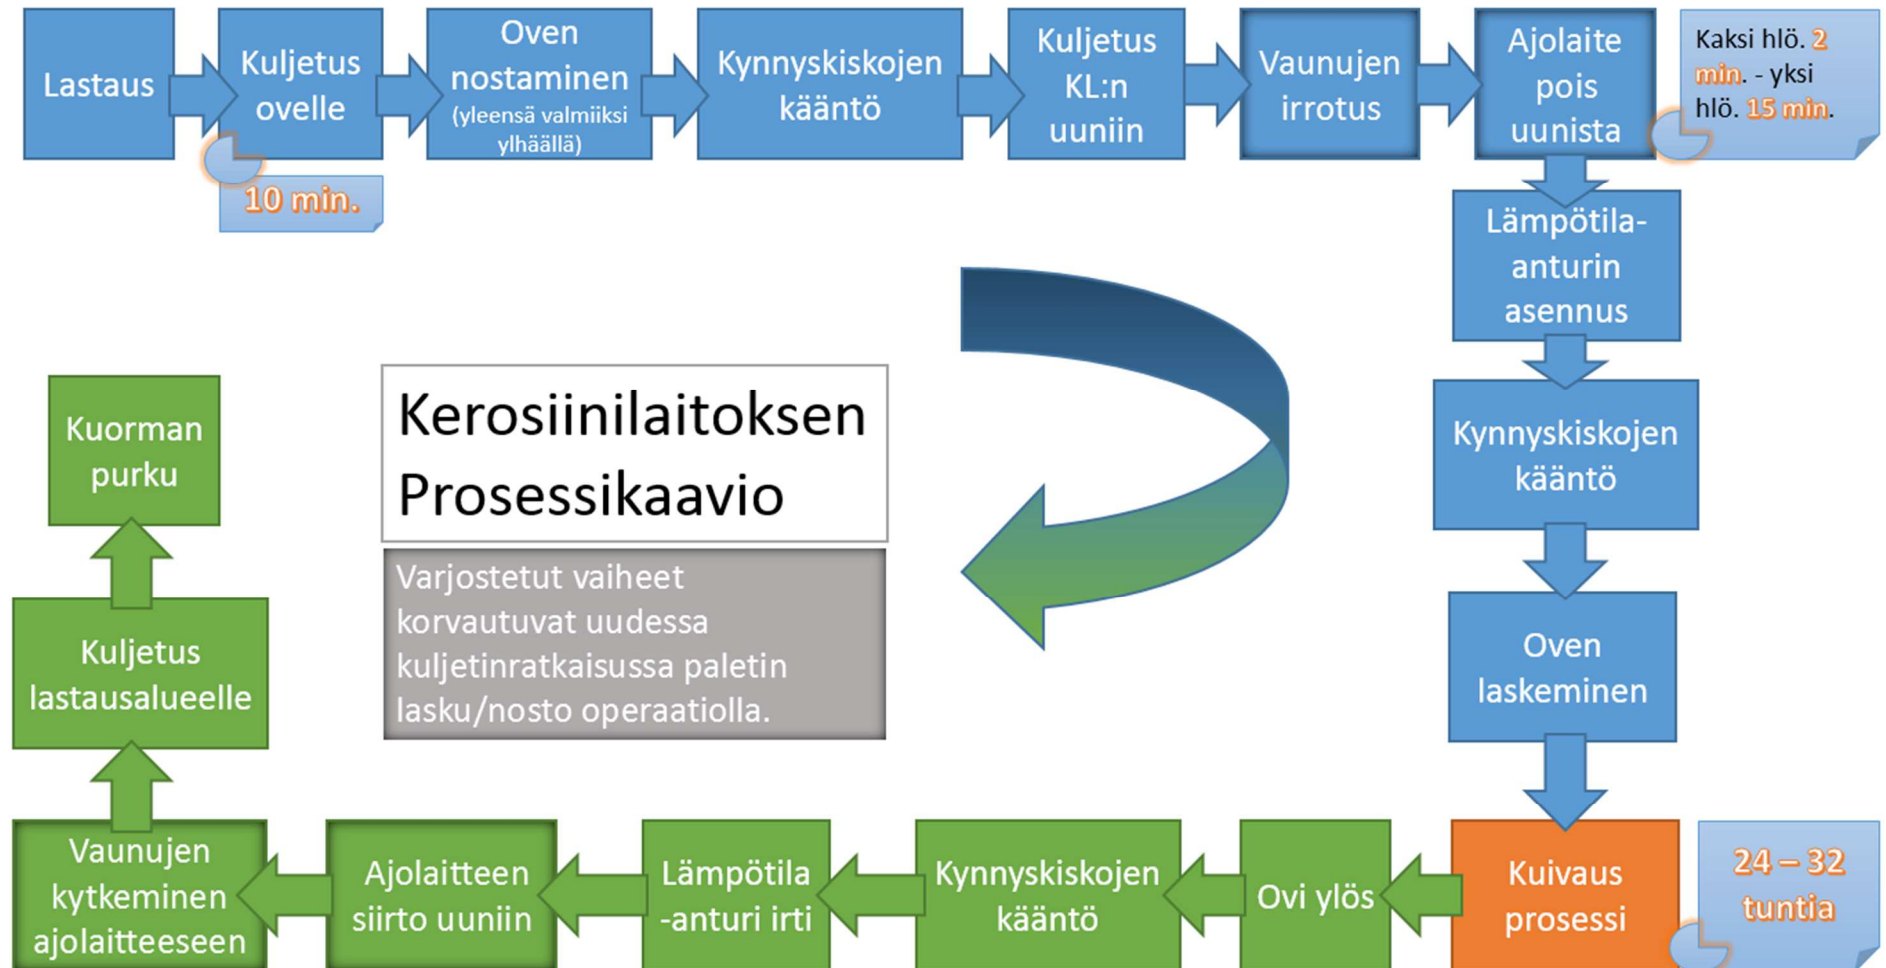 Lastaus
Kuljetus
ovelle
10 min.
Oven
nostaminen
(yleensä valmiiksi
ylhäällä)
Kynnyskiskojen
kääntö
Kuljetus
KL:n
uuniin
Vaunujen
irrotus
Ajolaite
pois
uunista
Kaksi hlö. 2
min. - yksi
hlö. 15 min.
Lämpötila-
anturin
asennus
Kynnyskiskojen
kääntö
Oven
laskeminen
Kuivaus
prosessi
24 – 32
tuntia
Ovi ylös
Kynnyskiskojen
kääntö
Lämpötila
-anturi irti
Ajolaitteen
siirto uuniin
Vaunujen
kytkeminen
ajolaitteeseen
Kuljetus
lastausalueelle
Kuorman
purku
Kerosiinilaitoksen
Prosessikaavio
Varjostetut vaiheet
korvautuvat uudessa
kuljetinratkaisussa paletin
lasku/nosto operaatiolla.